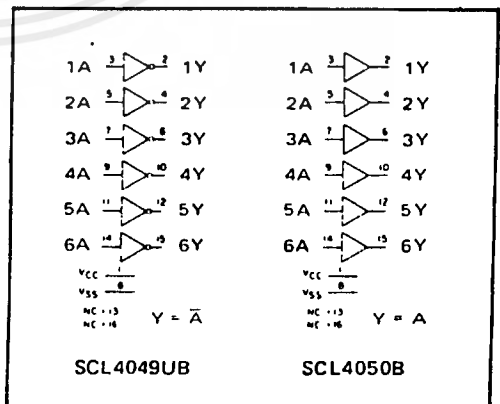 1A 3 2 1Y
2A 5 4 2Y
3A 7 6 3Y
4A 9 10 4Y
5A 11 12 5Y
6A 14 15 6Y
VCC 1
VSS 8
NC = 13
NC = 16
Y = A̅
SCL4049UB
1A 3 2 1Y
2A 5 4 2Y
3A 7 6 3Y
4A 9 10 4Y
5A 11 12 5Y
6A 14 15 6Y
VCC 1
VSS 8
NC = 13
NC = 16
Y = A
SCL4050B